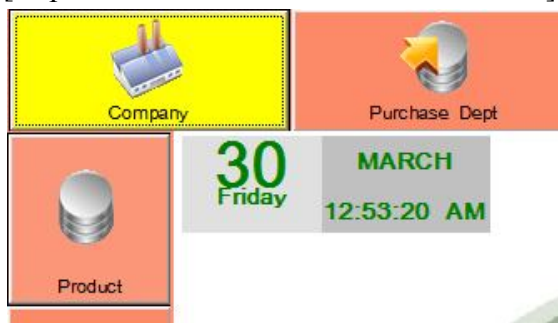 Company
Purchase Dept
30
Friday
MARCH
12:53:20 AM
Product